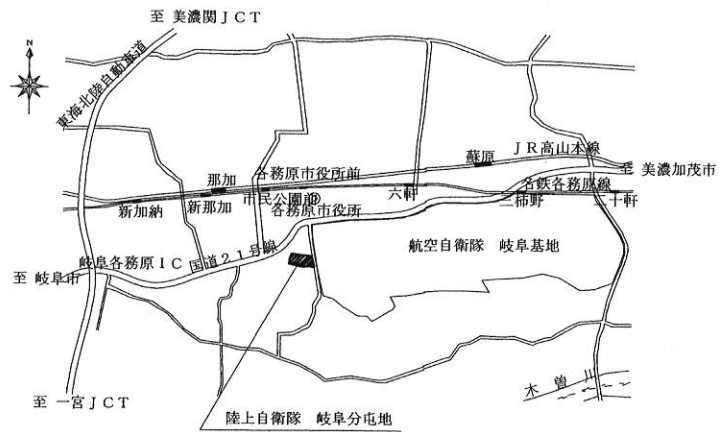 至 美濃関JCT
N
東海北陸自動車道
JR高山本線
蘇原
至 美濃加茂市
那加
各務原市役所前
名鉄各務原線
六軒
新加納
新那加
市民公園前
三柿野
二十軒
各務原市役所
航空自衛隊 岐阜基地
岐阜各務原IC
国道21号線
至 岐阜市
木曽川
至 一宮JCT
陸上自衛隊 岐阜分屯地